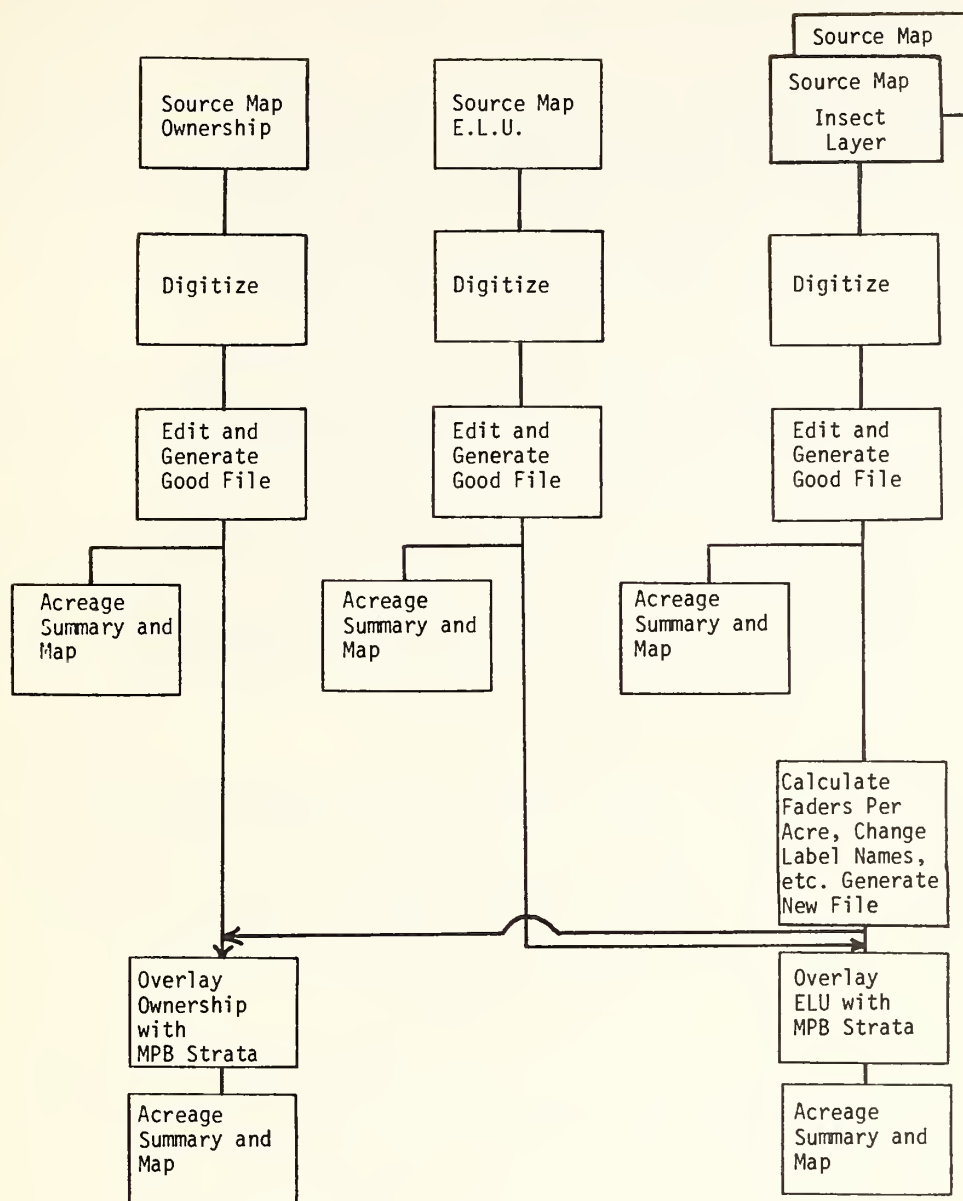 Source Map
Ownership
Source Map
E.L.U.
Source Map
Source Map
Insect
Layer
Digitize
Digitize
Digitize
Edit and
Generate
Good File
Edit and
Generate
Good File
Edit and
Generate
Good File
Acreage
Summary and
Map
Acreage
Summary and
Map
Acreage
Summary and
Map
Calculate
Faders Per
Acre, Change
Label Names,
etc. Generate
New File
Overlay
Ownership
with
MPB Strata
Overlay
ELU with
MPB Strata
Acreage
Summary and
Map
Acreage
Summary and
Map